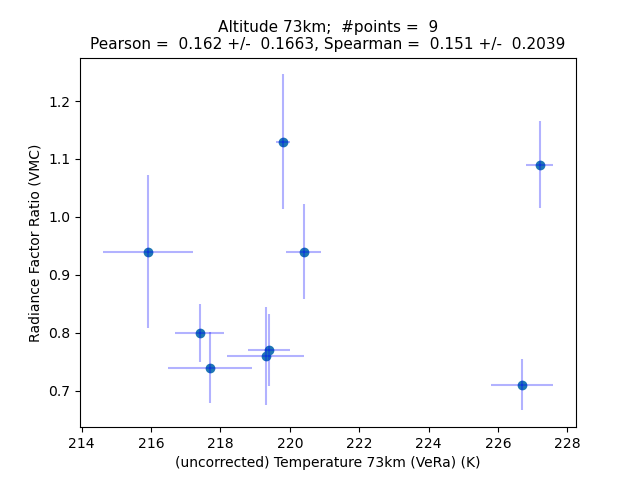 Altitude 73km;  #points =  9
Pearson =  0.162 +/-  0.1663, Spearman =  0.151 +/-  0.2039
Radiance Factor Ratio (VMC)
1.2
1.1
1.0
0.9
0.8
0.7
214 216 218 220 222 224 226 228
(uncorrected) Temperature 73km (VeRa) (K)